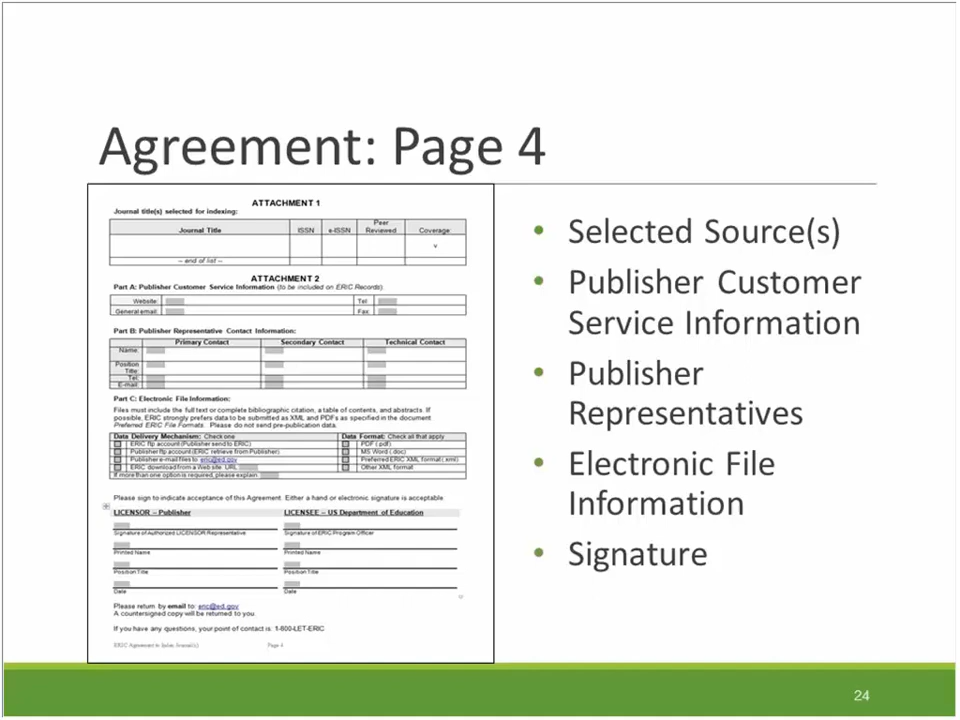 Agreement: Page 4
ATTACHMENT 1
Journal title(s) selected for indexing:
Journal Title ISSN e-ISSN Peer Reviewed Coverage:
v
-- end of list --
ATTACHMENT 2
Part A: Publisher Customer Service Information (to be included on ERIC Records):
Website: Tel:
General email: Fax:
Part B: Publisher Representative Contact Information:
Primary Contact Secondary Contact Technical Contact
Name:
Position Title:
Tel:
E-mail:
Part C: Electronic File Information:
Files must include the full text or complete bibliographic citation, a table of contents, and abstracts. If
possible, ERIC strongly prefers data to be submitted as XML and PDFs as specified in the document
Preferred ERIC File Formats. Please do not send pre-publication data.
Data Delivery Mechanism: Check one Data Format: Check all that apply
ERIC ftp account (Publisher send to ERIC) PDF (.pdf)
Publisher ftp account (ERIC retrieve from Publisher) MS Word (.doc)
Publisher e-mail files to eric@ed.gov Preferred ERIC XML format (.xml)
ERIC download from a Web site: URL Other XML format
If more than one option is required, please explain:
Please sign to indicate acceptance of this Agreement. Either a hand or electronic signature is acceptable.
LICENSOR – Publisher LICENSEE – US Department of Education
Signature of Authorized LICENSOR Representative Signature of ERIC Program Officer
Printed Name Printed Name
Position Title Position Title
Date Date
Please return by email to: eric@ed.gov
A countersigned copy will be returned to you.
If you have any questions, your point of contact is: 1-800-LET-ERIC
ERIC Agreement to Page 4
• Selected Source(s)
• Publisher Customer
Service Information
• Publisher
Representatives
• Electronic File
Information
• Signature
24